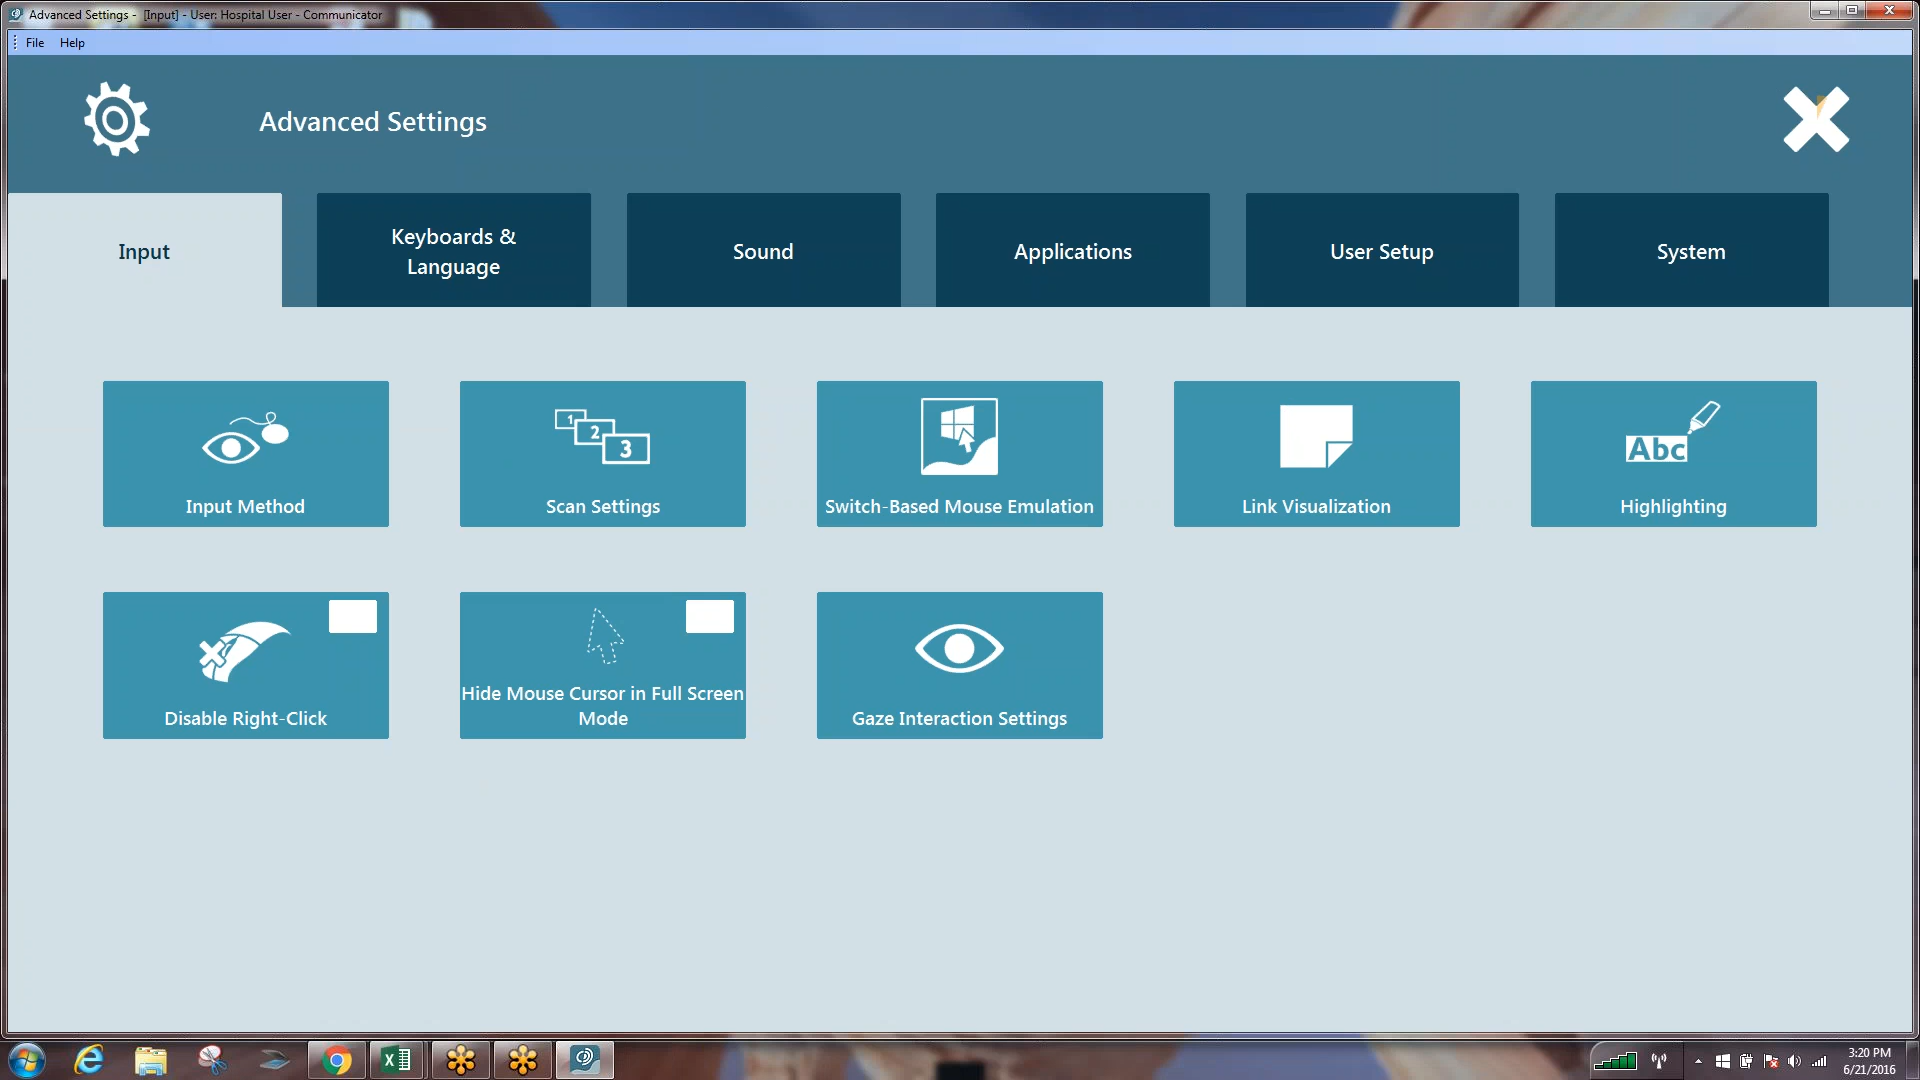 Advanced Settings - [Input] - User: Hospital User - Communicator
File Help
Advanced Settings
Input
Keyboards &
Language
Sound
Applications
User Setup
System
1
2
3
Abc
Input Method
Scan Settings
Switch-Based Mouse Emulation
Link Visualization
Highlighting
Disable Right-Click
Hide Mouse Cursor in Full Screen
Mode
Gaze Interaction Settings
3:20 PM
6/21/2016